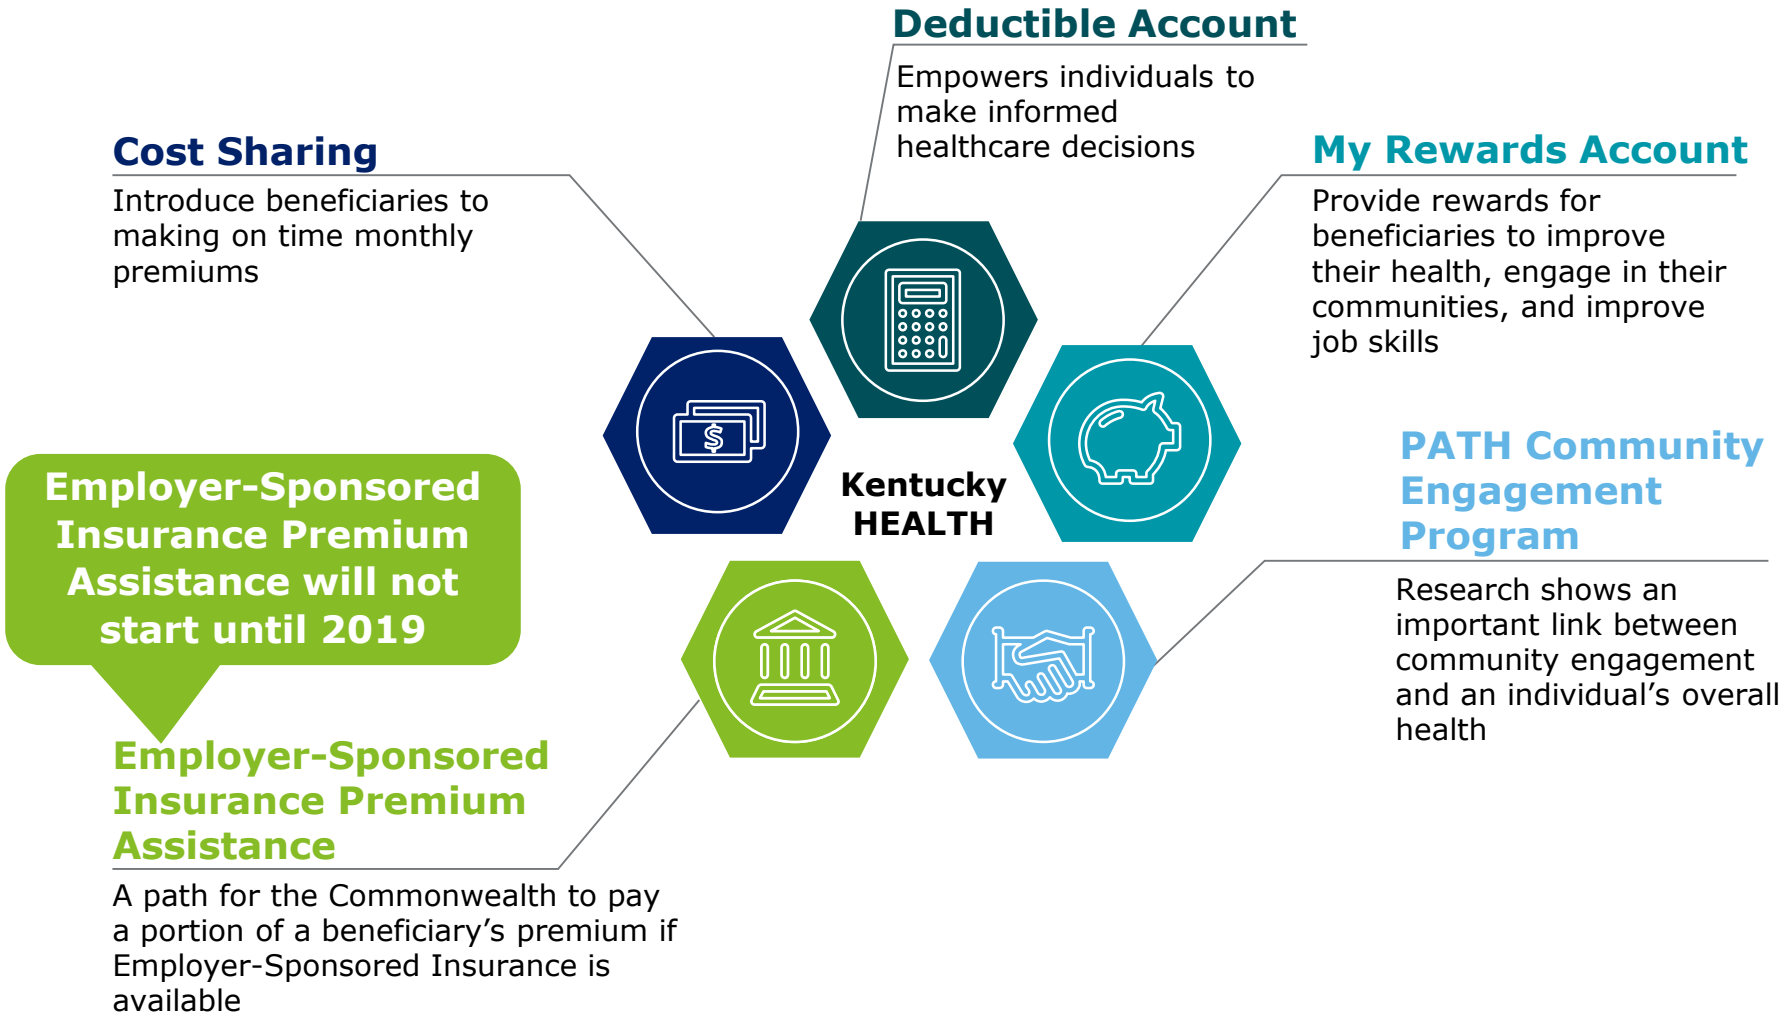 Deductible Account
Empowers individuals to
make informed
healthcare decisions
Cost Sharing
Introduce beneficiaries to
making on time monthly
premiums
My Rewards Account
Provide rewards for
beneficiaries to improve
their health, engage in their
communities, and improve
job skills
$
Kentucky
HEALTH
PATH Community
Engagement
Program
Research shows an
important link between
community engagement
and an individual’s overall
health
Employer-Sponsored
Insurance Premium
Assistance will not
start until 2019
Employer-Sponsored
Insurance Premium
Assistance
A path for the Commonwealth to pay
a portion of a beneficiary’s premium if
Employer-Sponsored Insurance is
available